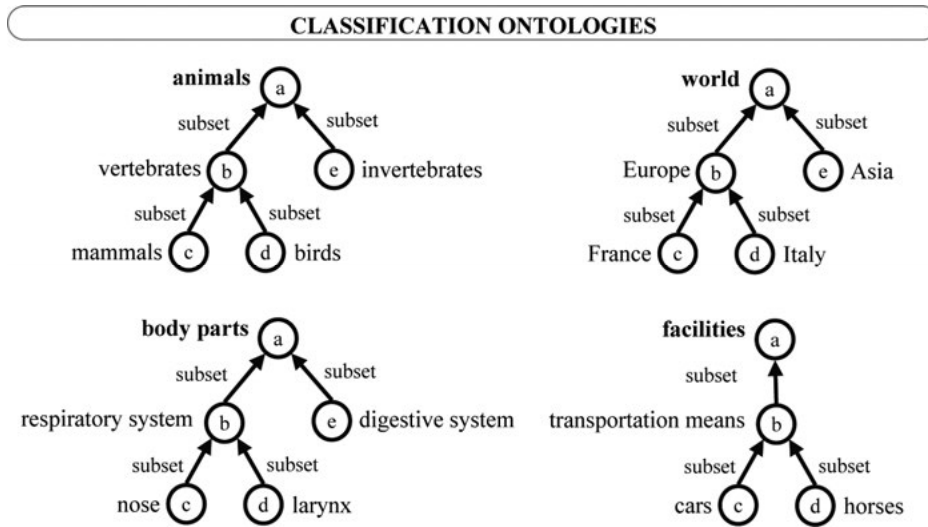 CLASSIFICATION ONTOLOGIES
animals
a
subset
subset
vertebrates
b
e
invertebrates
subset
subset
mammals
c
d
birds
world
a
subset
subset
Europe
b
e
Asia
subset
subset
France
c
d
Italy
body parts
a
subset
subset
respiratory system
b
e
digestive system
subset
subset
nose
c
d
larynx
facilities
a
subset
transportation means
b
subset
subset
cars
c
d
horses